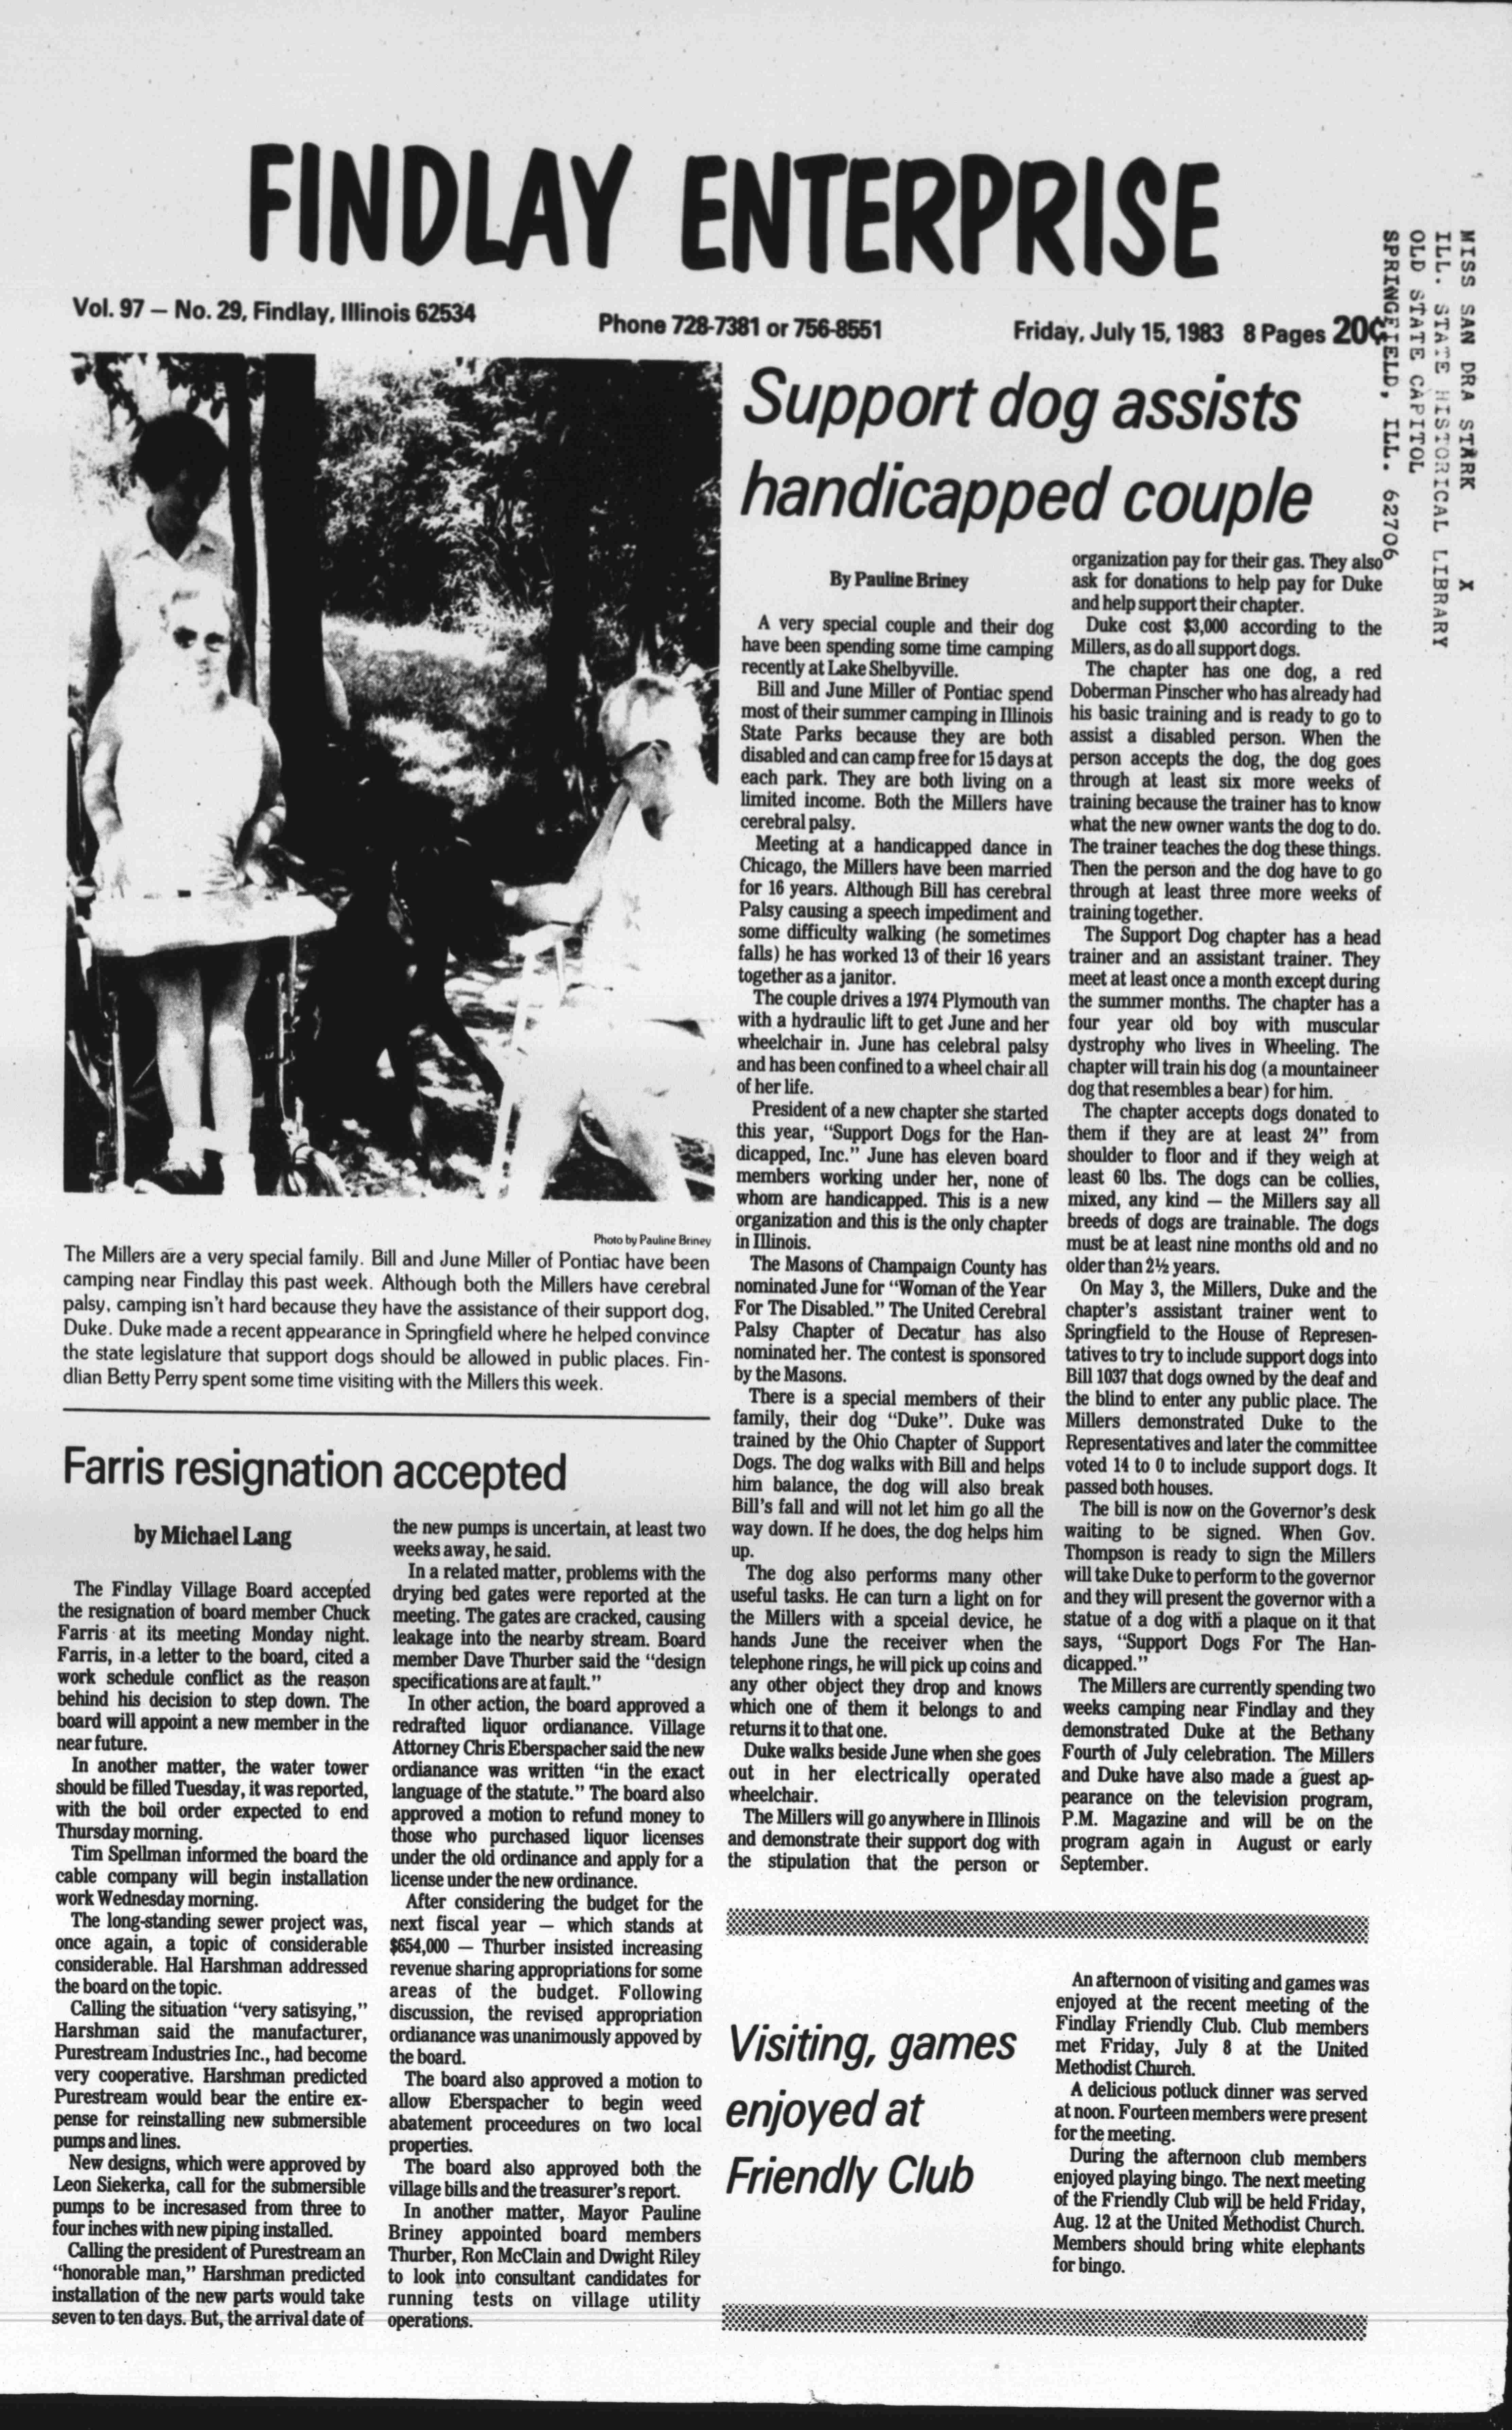 FINDLAY ENTERPRISE
Vol. 97 — No. 29, Findlay, Illinois 62534
Phone 728-7381 or 756-8551
Friday, July 15, 1983 8 Pages 20¢
MISS SAN DRA STARK X
ILL. STATE HISTORICAL LIBRARY
OLD STATE CAPITOL
SPRINGFIELD, ILL. 62706
Photo by Pauline Briney
The Millers are a very special family. Bill and June Miller of Pontiac have been
camping near Findlay this past week. Although both the Millers have cerebral
palsy, camping isn't hard because they have the assistance of their support dog,
Duke. Duke made a recent appearance in Springfield where he helped convince
the state legislature that support dogs should be allowed in public places. Fin-
dlian Betty Perry spent some time visiting with the Millers this week.
Support dog assists
handicapped couple
By Pauline Briney
A very special couple and their dog
have been spending some time camping
recently at Lake Shelbyville.
Bill and June Miller of Pontiac spend
most of their summer camping in Illinois
State Parks because they are both
disabled and can camp free for 15 days at
each park. They are both living on a
limited income. Both the Millers have
cerebral palsy.
Meeting at a handicapped dance in
Chicago, the Millers have been married
for 16 years. Although Bill has cerebral
Palsy causing a speech impediment and
some difficulty walking (he sometimes
falls) he has worked 13 of their 16 years
together as a janitor.
The couple drives a 1974 Plymouth van
with a hydraulic lift to get June and her
wheelchair in. June has celebral palsy
and has been confined to a wheel chair all
of her life.
President of a new chapter she started
this year, "Support Dogs for the Han-
dicapped, Inc." June has eleven board
members working under her, none of
whom are handicapped. This is a new
organization and this is the only chapter
in Illinois.
The Masons of Champaign County has
nominated June for "Woman of the Year
For The Disabled." The United Cerebral
Palsy Chapter of Decatur has also
nominated her. The contest is sponsored
by the Masons.
There is a special members of their
family, their dog "Duke". Duke was
trained by the Ohio Chapter of Support
Dogs. The dog walks with Bill and helps
him balance, the dog will also break
Bill's fall and will not let him go all the
way down. If he does, the dog helps him
up.
The dog also performs many other
useful tasks. He can turn a light on for
the Millers with a spceial device, he
hands June the receiver when the
telephone rings, he will pick up coins and
any other object they drop and knows
which one of them it belongs to and
returns it to that one.
Duke walks beside June when she goes
out in her electrically operated
wheelchair.
The Millers will go anywhere in Illinois
and demonstrate their support dog with
the stipulation that the person or
organization pay for their gas. They also
ask for donations to help pay for Duke
and help support their chapter.
Duke cost $3,000 according to the
Millers, as do all support dogs.
The chapter has one dog, a red
Doberman Pinscher who has already had
his basic training and is ready to go to
assist a disabled person. When the
person accepts the dog, the dog goes
through at least six more weeks of
training because the trainer has to know
what the new owner wants the dog to do.
The trainer teaches the dog these things.
Then the person and the dog have to go
through at least three more weeks of
training together.
The Support Dog chapter has a head
trainer and an assistant trainer. They
meet at least once a month except during
the summer months. The chapter has a
four year old boy with muscular
dystrophy who lives in Wheeling. The
chapter will train his dog (a mountaineer
dog that resembles a bear) for him.
The chapter accepts dogs donated to
them if they are at least 24" from
shoulder to floor and if they weigh at
least 60 lbs. The dogs can be collies,
mixed, any kind — the Millers say all
breeds of dogs are trainable. The dogs
must be at least nine months old and no
older than 2½ years.
On May 3, the Millers, Duke and the
chapter's assistant trainer went to
Springfield to the House of Represen-
tatives to try to include support dogs into
Bill 1037 that dogs owned by the deaf and
the blind to enter any public place. The
Millers demonstrated Duke to the
Representatives and later the committee
voted 14 to 0 to include support dogs. It
passed both houses.
The bill is now on the Governor's desk
waiting to be signed. When Gov.
Thompson is ready to sign the Millers
will take Duke to perform to the governor
and they will present the governor with a
statue of a dog with a plaque on it that
says, "Support Dogs For The Han-
dicapped."
The Millers are currently spending two
weeks camping near Findlay and they
demonstrated Duke at the Bethany
Fourth of July celebration. The Millers
and Duke have also made a guest ap-
pearance on the television program,
P.M. Magazine and will be on the
program again in August or early
September.
Farris resignation accepted
by Michael Lang
The Findlay Village Board accepted
the resignation of board member Chuck
Farris at its meeting Monday night.
Farris, in a letter to the board, cited a
work schedule conflict as the reason
behind his decision to step down. The
board will appoint a new member in the
near future.
In another matter, the water tower
should be filled Tuesday, it was reported,
with the boil order expected to end
Thursday morning.
Tim Spellman informed the board the
cable company will begin installation
work Wednesday morning.
The long-standing sewer project was,
once again, a topic of considerable
considerable. Hal Harshman addressed
the board on the topic.
Calling the situation "very satisying,"
Harshman said the manufacturer,
Purestream Industries Inc., had become
very cooperative. Harshman predicted
Purestream would bear the entire ex-
pense for reinstalling new submersible
pumps and lines.
New designs, which were approved by
Leon Siekerka, call for the submersible
pumps to be incresased from three to
four inches with new piping installed.
Calling the president of Purestream an
"honorable man," Harshman predicted
installation of the new parts would take
seven to ten days. But, the arrival date of
the new pumps is uncertain, at least two
weeks away, he said.
In a related matter, problems with the
drying bed gates were reported at the
meeting. The gates are cracked, causing
leakage into the nearby stream. Board
member Dave Thurber said the "design
specifications are at fault."
In other action, the board approved a
redrafted liquor ordianance. Village
Attorney Chris Eberspacher said the new
ordianance was written "in the exact
language of the statute." The board also
approved a motion to refund money to
those who purchased liquor licenses
under the old ordinance and apply for a
license under the new ordinance.
After considering the budget for the
next fiscal year — which stands at
$654,000 — Thurber insisted increasing
revenue sharing appropriations for some
areas of the budget. Following
discussion, the revised appropriation
ordianance was unanimously appoved by
the board.
The board also approved a motion to
allow Eberspacher to begin weed
abatement proceedures on two local
properties.
The board also approved both the
village bills and the treasurer's report.
In another matter, Mayor Pauline
Briney appointed board members
Thurber, Ron McClain and Dwight Riley
to look into consultant candidates for
running tests on village utility
operations.
Visiting, games
enjoyed at
Friendly Club
An afternoon of visiting and games was
enjoyed at the recent meeting of the
Findlay Friendly Club. Club members
met Friday, July 8 at the United
Methodist Church.
A delicious potluck dinner was served
at noon. Fourteen members were present
for the meeting.
During the afternoon club members
enjoyed playing bingo. The next meeting
of the Friendly Club will be held Friday,
Aug. 12 at the United Methodist Church.
Members should bring white elephants
for bingo.